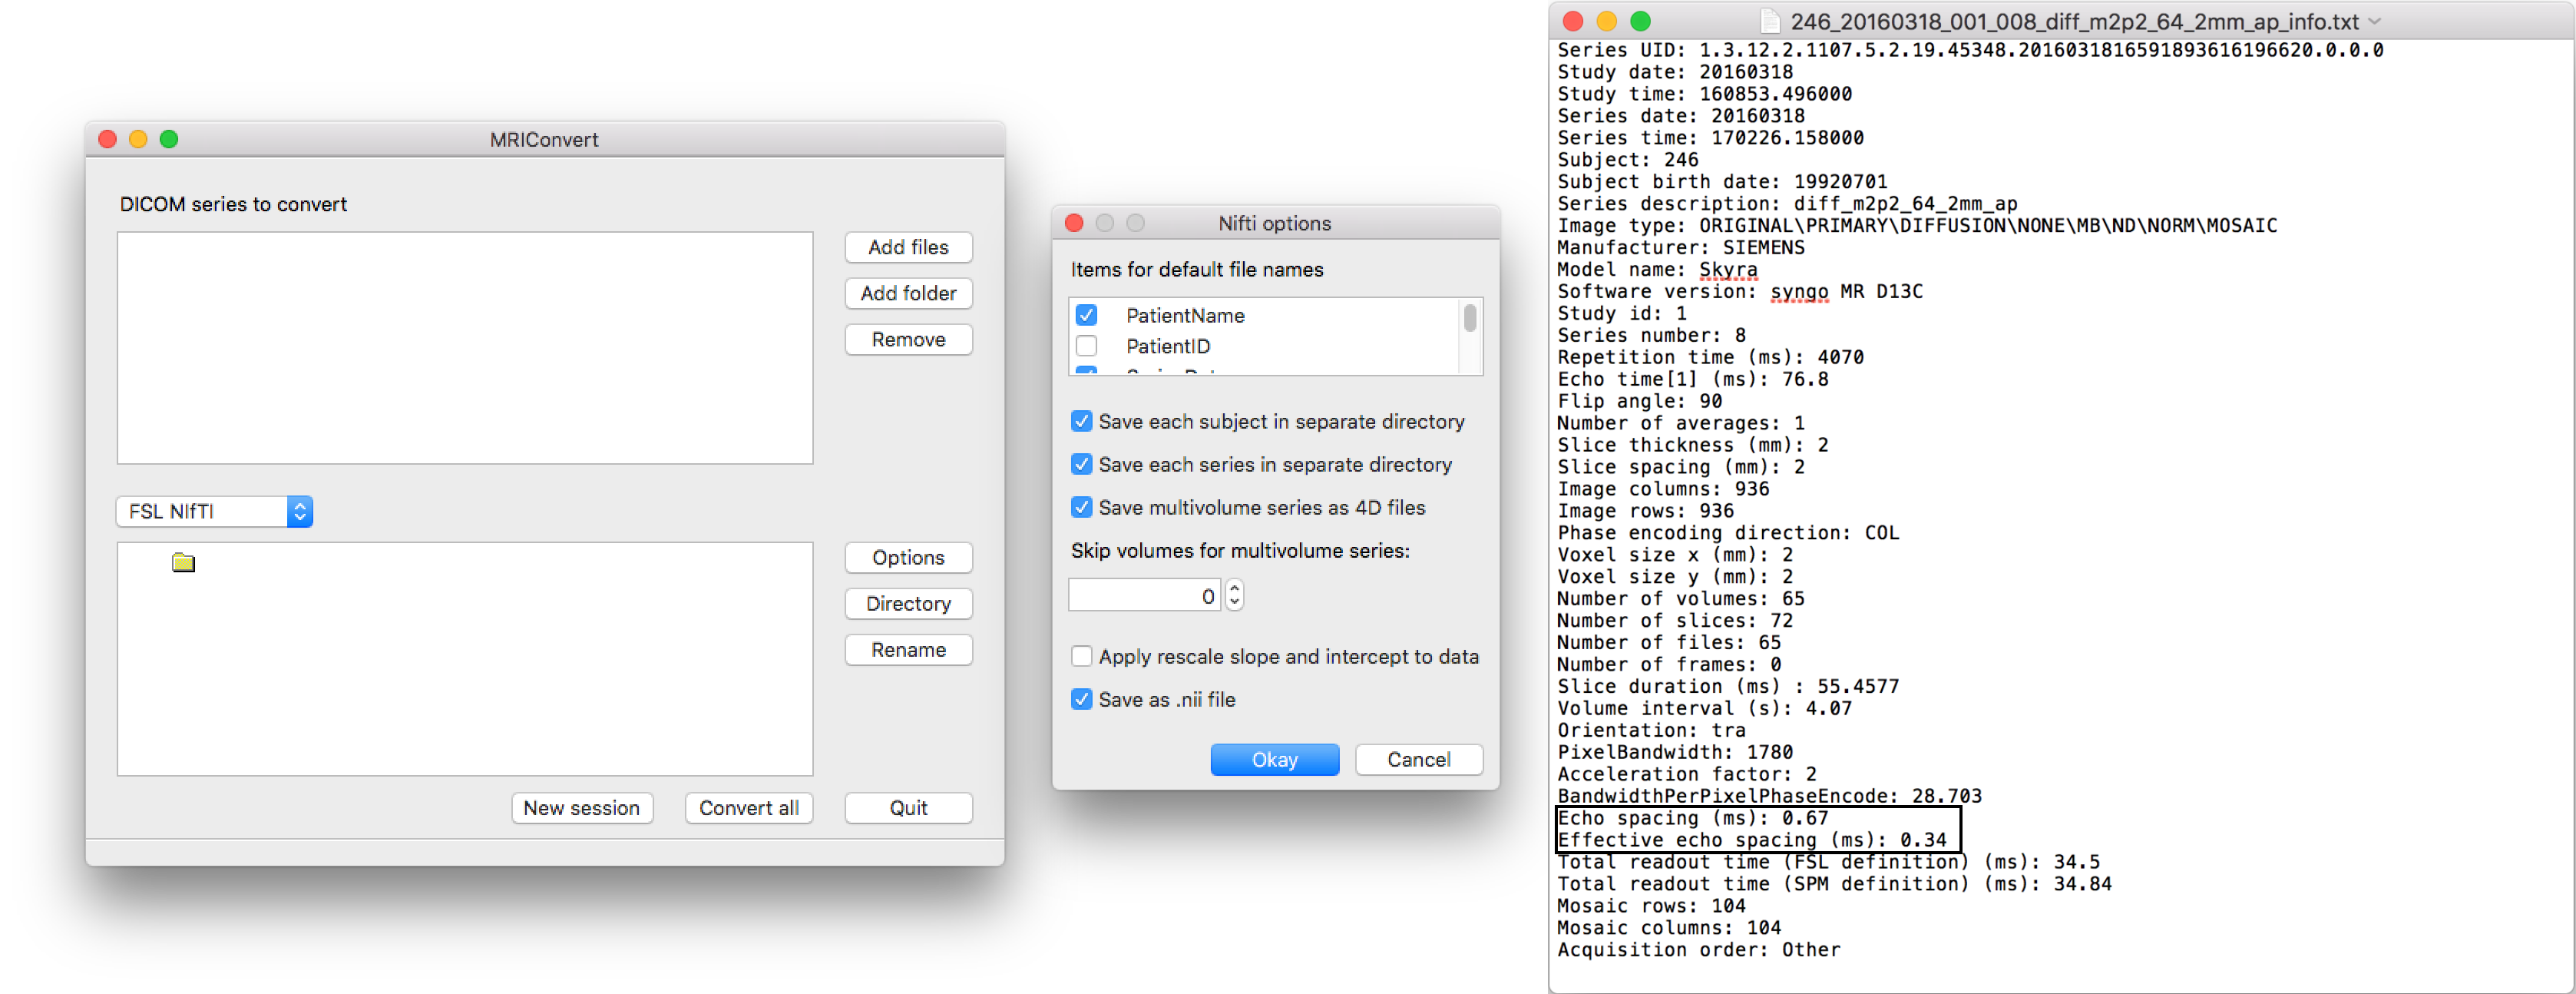 MRIConvert
DICOM series to convert
Add files
Add folder
Remove
FSL NIfTI
Options
Directory
Rename
New session
Convert all
Quit
Nifti options
Items for default file names
PatientName
PatientID
Save each subject in separate directory
Save each series in separate directory
Save multivolume series as 4D files
Skip volumes for multivolume series:
0
Apply rescale slope and intercept to data
Save as .nii file
Okay
Cancel
246_20160318_001_008_diff_m2p2_64_2mm_ap_info.txt
Series UID: 1.3.12.2.1107.5.2.19.45348.2016031816591893616196620.0.0.0
Study date: 20160318
Study time: 160853.496000
Series date: 20160318
Series time: 170226.158000
Subject: 246
Subject birth date: 19920701
Series description: diff_m2p2_64_2mm_ap
Image type: ORIGINAL\PRIMARY\DIFFUSION\NONE\MB\ND\NORM\MOSAIC
Manufacturer: SIEMENS
Model name: Skyra
Software version: syngo MR D13C
Study id: 1
Series number: 8
Repetition time (ms): 4070
Echo time[1] (ms): 76.8
Flip angle: 90
Number of averages: 1
Slice thickness (mm): 2
Slice spacing (mm): 2
Image columns: 936
Image rows: 936
Phase encoding direction: COL
Voxel size x (mm): 2
Voxel size y (mm): 2
Number of volumes: 65
Number of slices: 72
Number of files: 65
Number of frames: 0
Slice duration (ms) : 55.4577
Volume interval (s): 4.07
Orientation: tra
PixelBandwidth: 1780
Acceleration factor: 2
BandwidthPerPixelPhaseEncode: 28.703
Echo spacing (ms): 0.67
Effective echo spacing (ms): 0.34
Total readout time (FSL definition) (ms): 34.5
Total readout time (SPM definition) (ms): 34.84
Mosaic rows: 104
Mosaic columns: 104
Acquisition order: Other